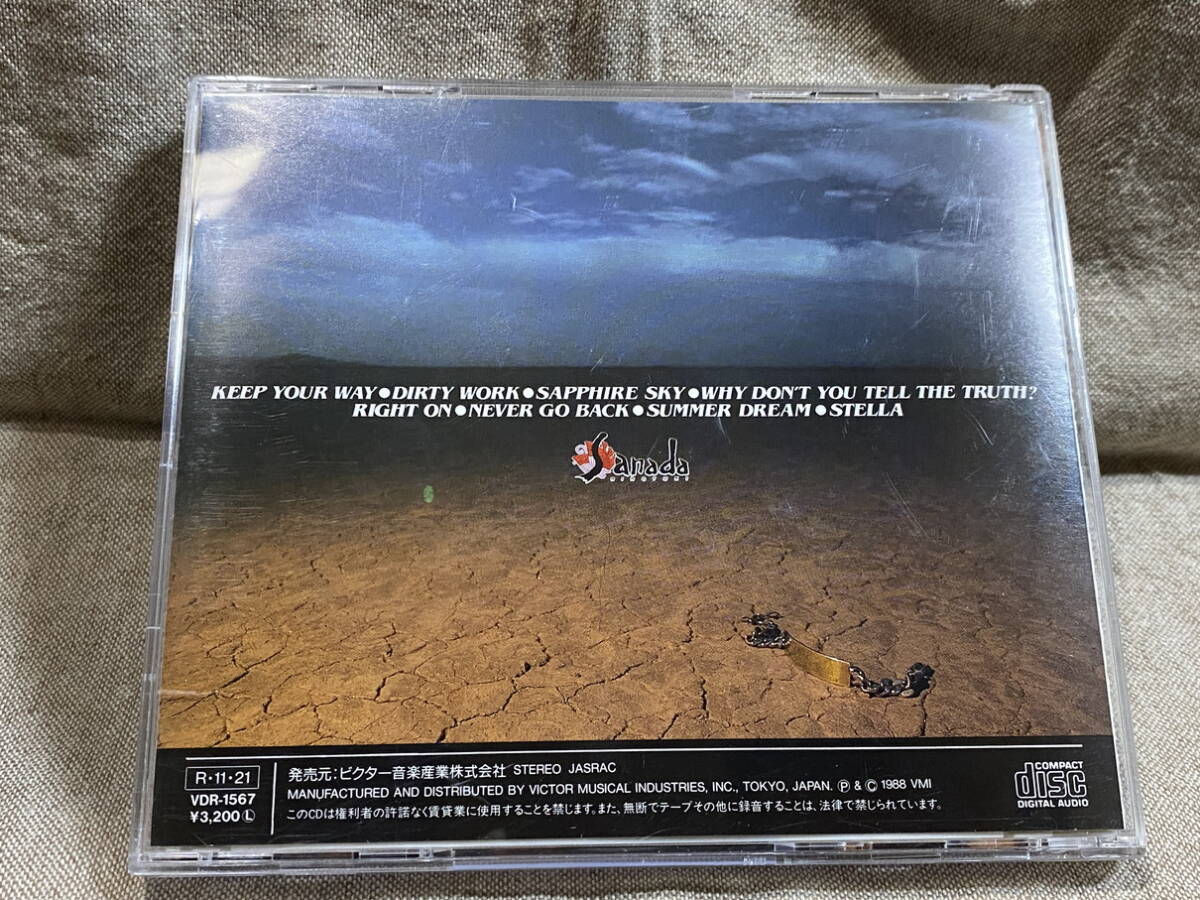 KEEP YOUR WAY●DIRTY WORK●SAPPHIRE SKY●WHY DON'T YOU TELL THE TRUTH?
RIGHT ON●NEVER GO BACK●SUMMER DREAM●STELLA
Sanada
HIROYUKI
R・11・21
VDR-1567
¥3,200 Ⓛ
発売元:ビクター音楽産業株式会社 STEREO JASRAC
MANUFACTURED AND DISTRIBUTED BY VICTOR MUSICAL INDUSTRIES, INC., TOKYO, JAPAN. Ⓟ & Ⓒ 1988 VMI
このCDは権利者の許諾なく賃貸業に使用することを禁じます。また、無断でテープその他に録音することは、法律で禁じられています。
COMPACT
disc
DIGITAL AUDIO